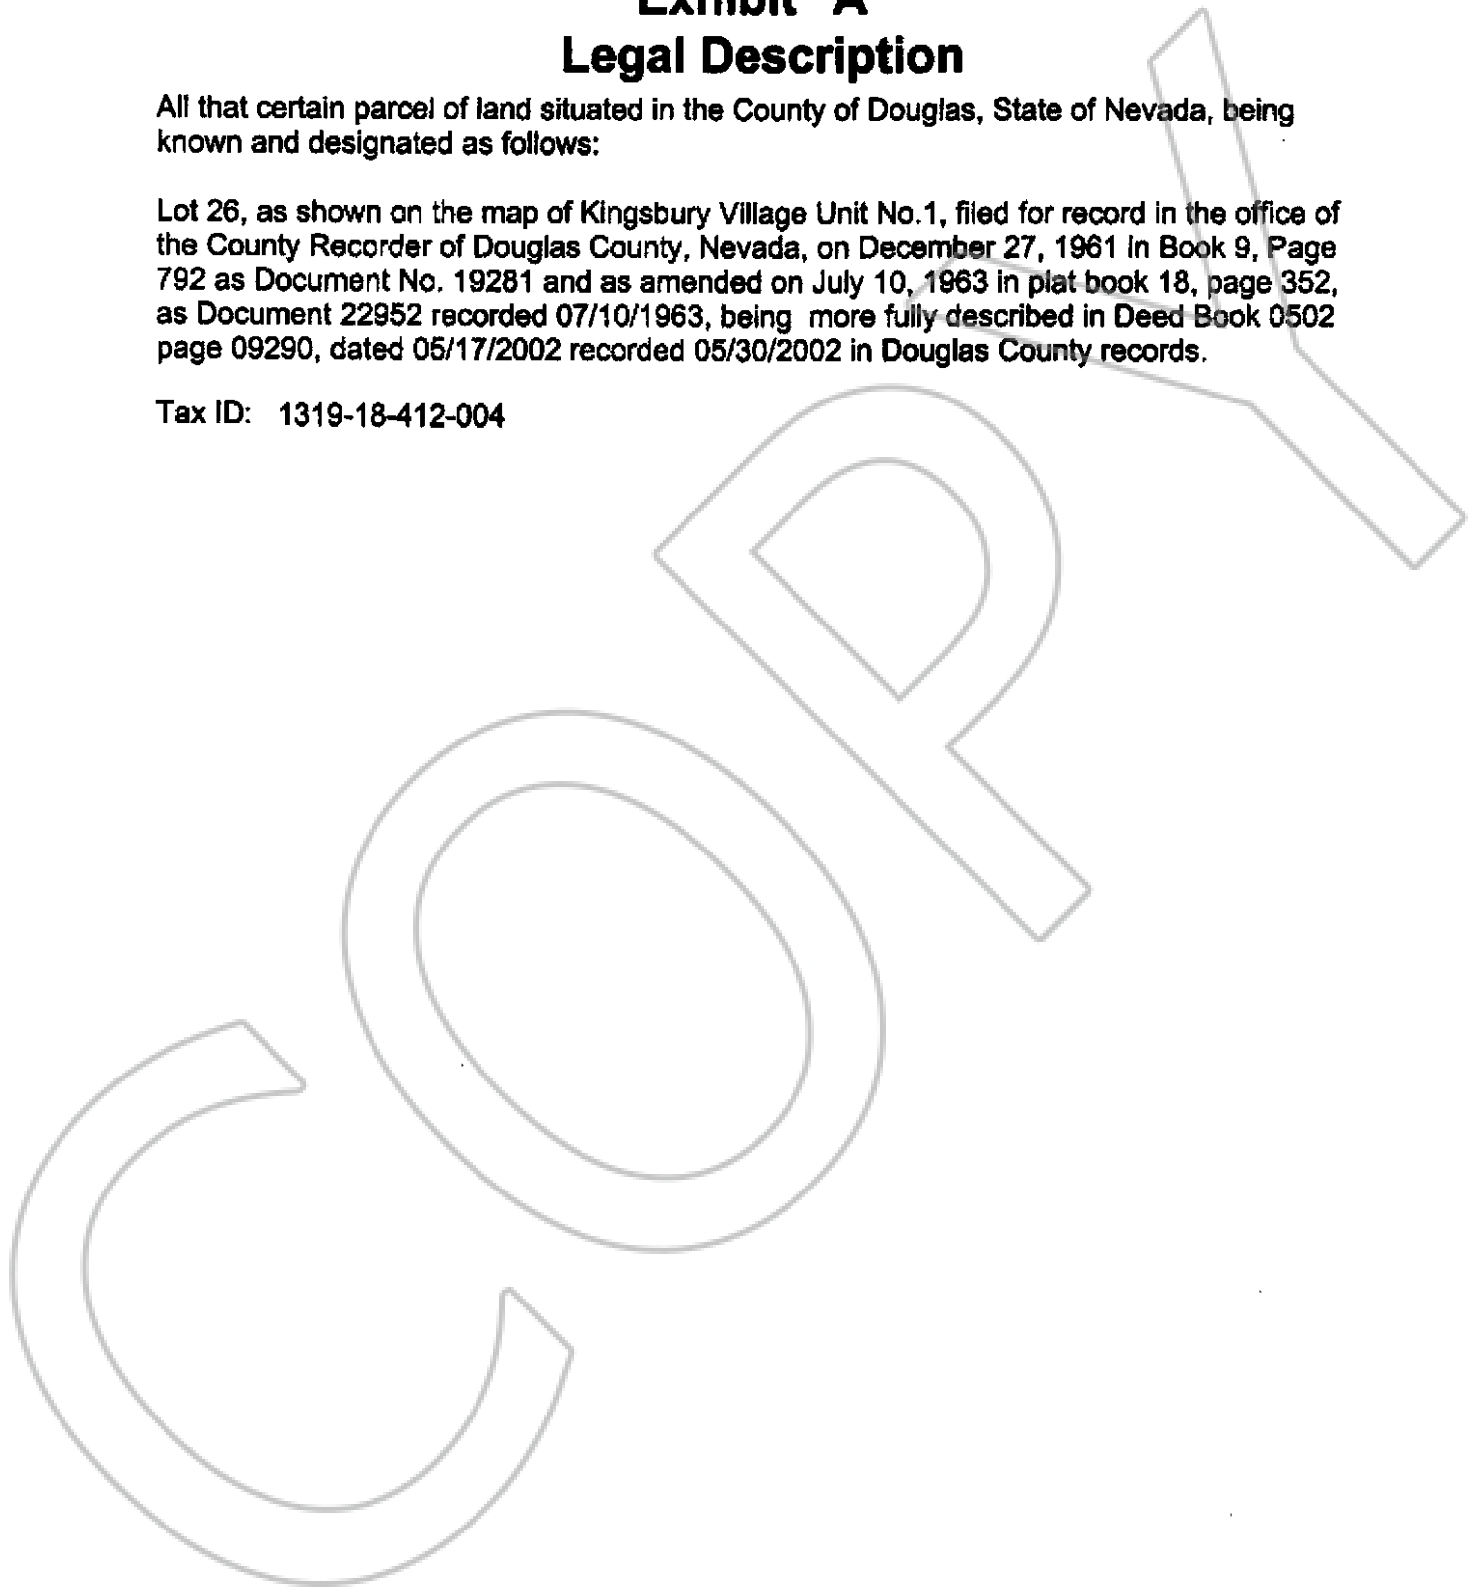 Exhibit "A"
Legal Description
All that certain parcel of land situated in the County of Douglas, State of Nevada, being
known and designated as follows:
Lot 26, as shown on the map of Kingsbury Village Unit No.1, filed for record in the office of
the County Recorder of Douglas County, Nevada, on December 27, 1961 in Book 9, Page
792 as Document No. 19281 and as amended on July 10, 1963 in plat book 18, page 352,
as Document 22952 recorded 07/10/1963, being more fully described in Deed Book 0502
page 09290, dated 05/17/2002 recorded 05/30/2002 in Douglas County records.
Tax ID: 1319-18-412-004
COPY